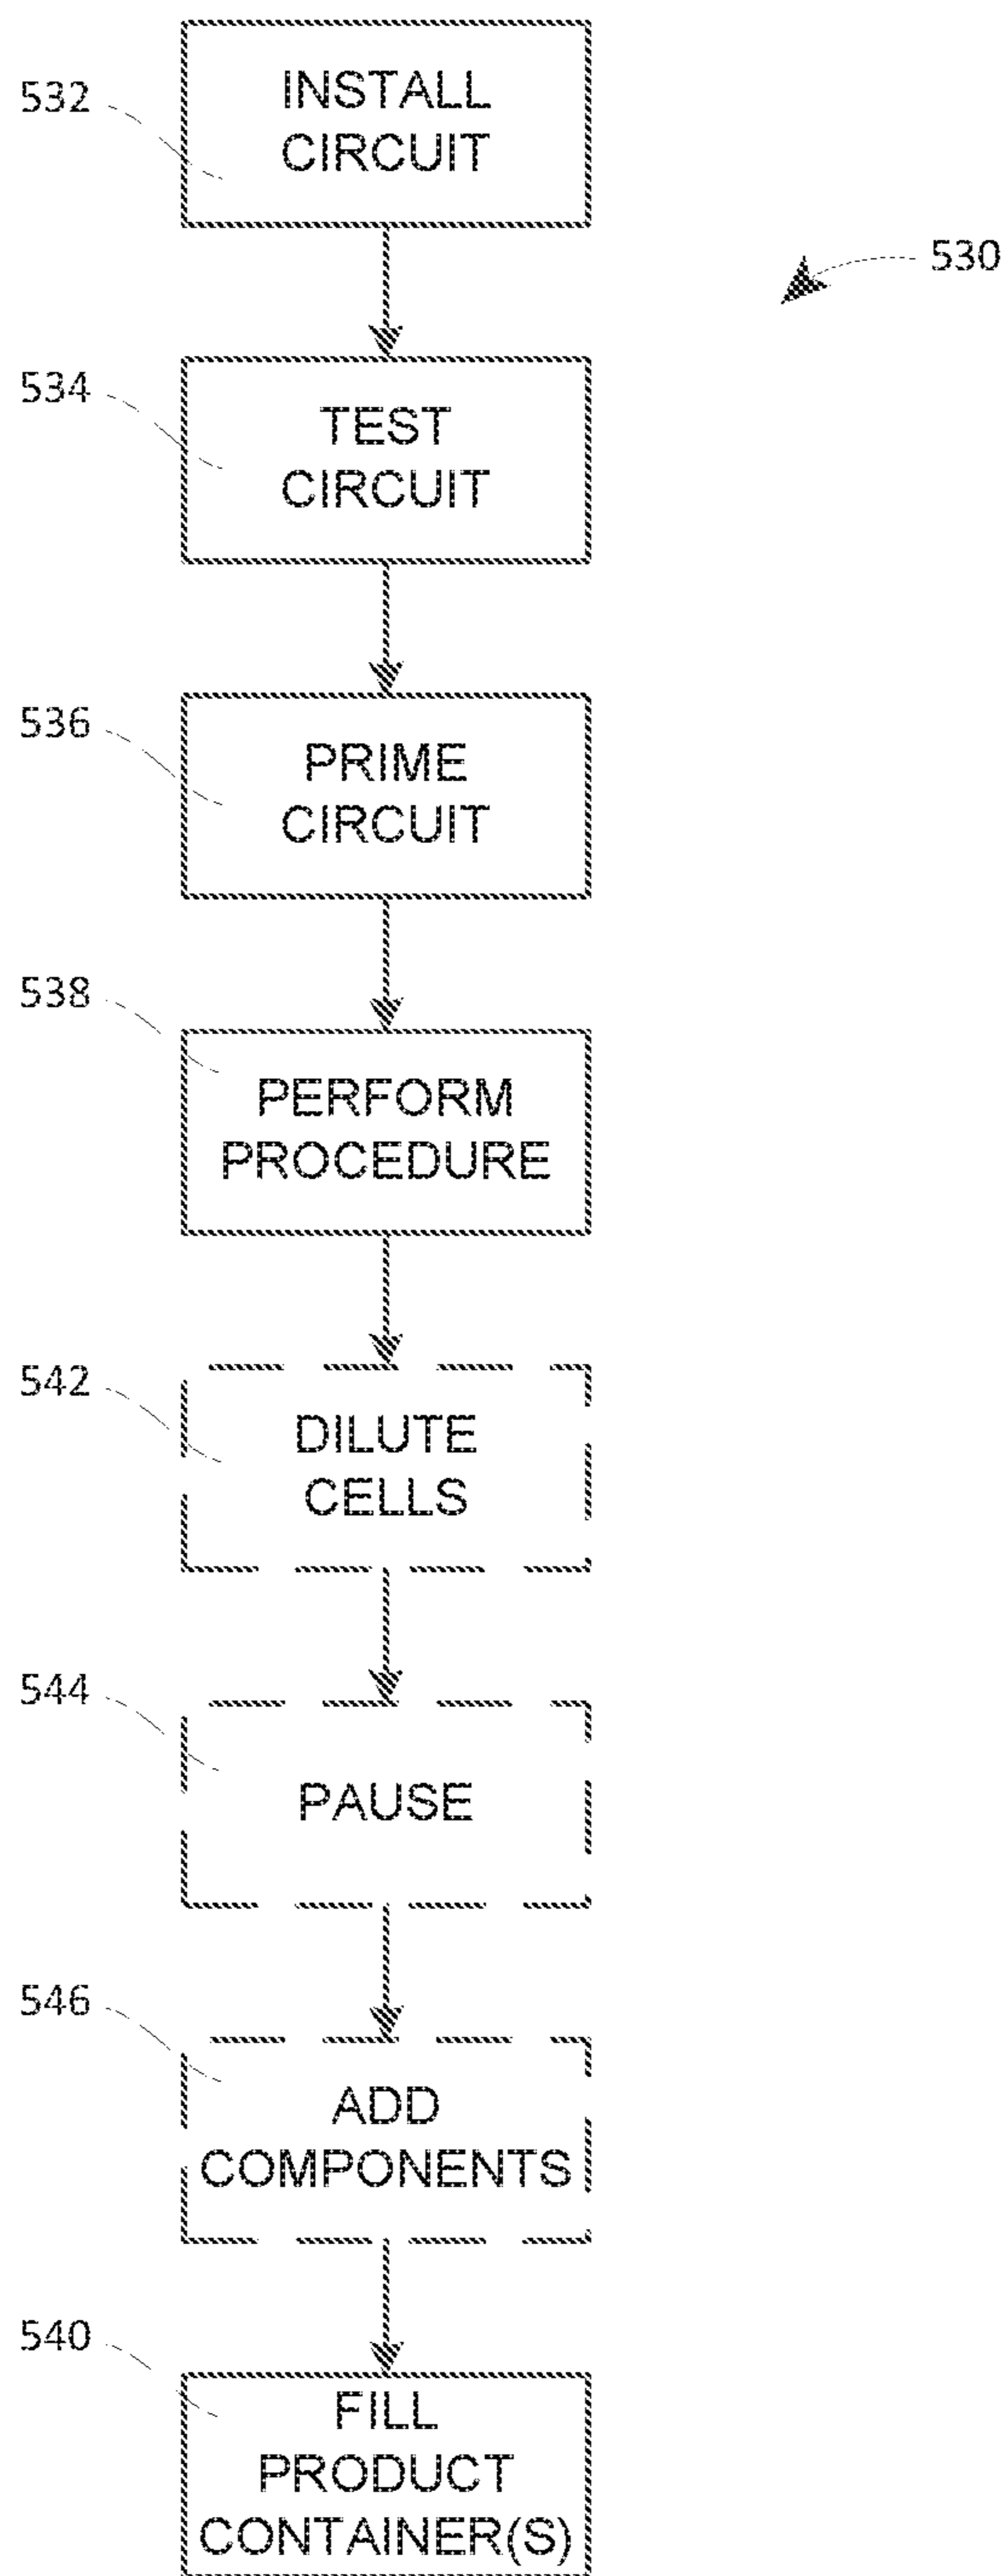 532
INSTALL
CIRCUIT
530
534
TEST
CIRCUIT
536
PRIME
CIRCUIT
538
PERFORM
PROCEDURE
542
DILUTE
CELLS
544
PAUSE
546
ADD
COMPONENTS
540
FILL
PRODUCT
CONTAINER(S)